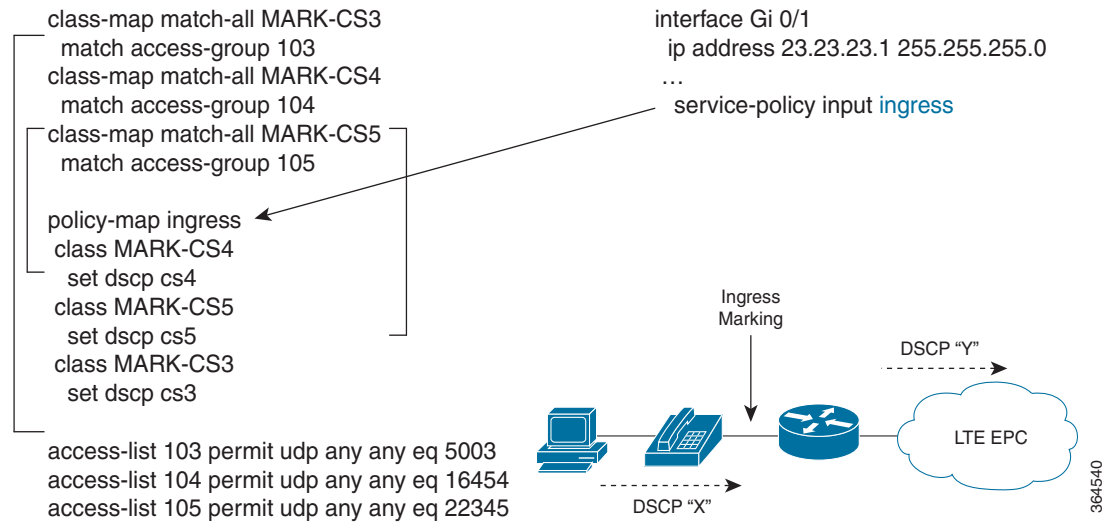 class-map match-all MARK-CS3
match access-group 103
class-map match-all MARK-CS4
match access-group 104
class-map match-all MARK-CS5
match access-group 105
policy-map ingress
class MARK-CS4
set dscp cs4
class MARK-CS5
set dscp cs5
class MARK-CS3
set dscp cs3
access-list 103 permit udp any any eq 5003
access-list 104 permit udp any any eq 16454
access-list 105 permit udp any any eq 22345
interface Gi 0/1
ip address 23.23.23.1 255.255.255.0
…
service-policy input ingress
Ingress
Marking
DSCP “Y”
LTE EPC
DSCP “X”
364540